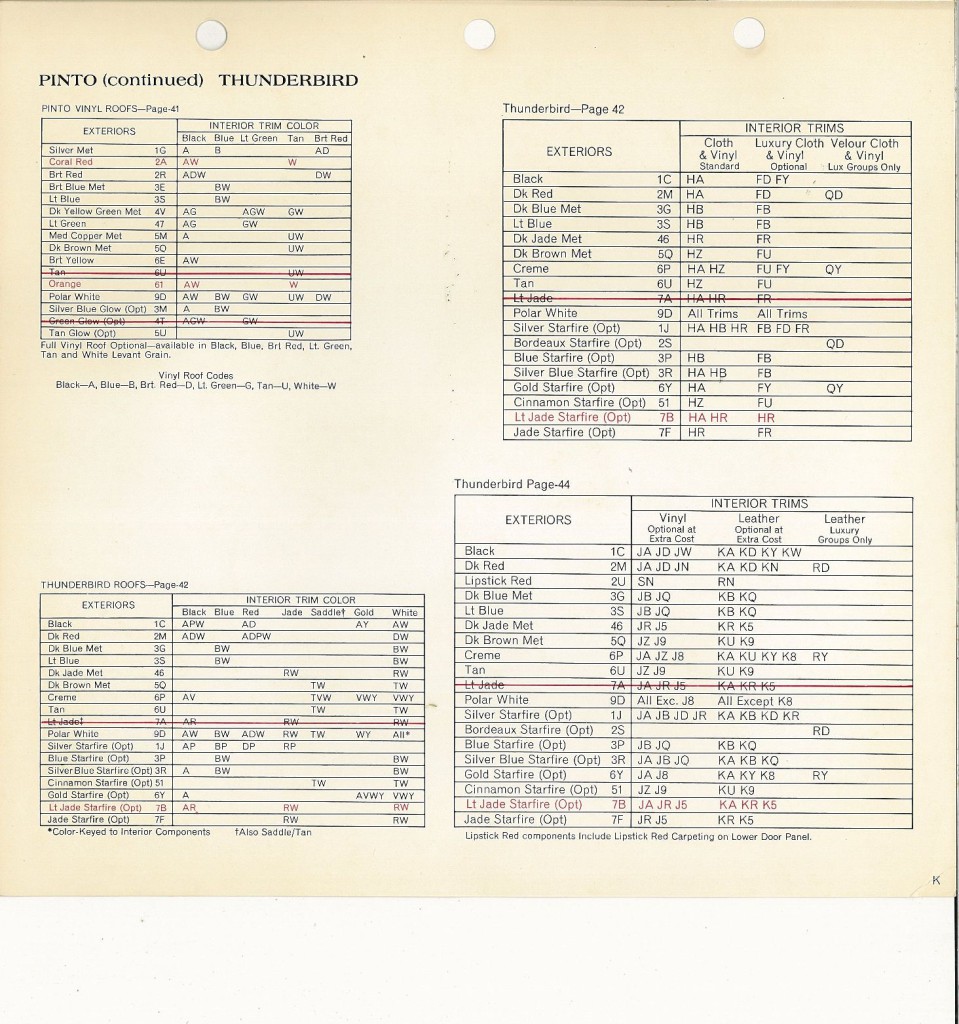 PINTO (continued) THUNDERBIRD
PINTO VINYL ROOFS—Page-41
EXTERIORS INTERIOR TRIM COLOR
Black Blue Lt Green Tan Brt Red
Silver Met 1G A B AD
Coral Red 2A AW W
Brt Red 2R ADW DW
Brt Blue Met 3E BW
Lt Blue 3S BW
Dk Yellow Green Met 4V AG AGW GW
Lt Green 47 AG GW
Med Copper Met 5M A UW
Dk Brown Met 5Q UW
Brt Yellow 6E AW
Tan 6U UW
Orange 61 AW W
Polar White 9D AW BW GW UW DW
Silver Blue Glow (Opt) 3M A BW
Green Glow (Opt) 4T AGW GW
Tan Glow (Opt) 5U UW
Full Vinyl Roof Optional—available in Black, Blue, Brt Red, Lt. Green,
Tan and White Levant Grain.
Vinyl Roof Codes
Black—A, Blue—B, Brt. Red—D, Lt. Green—G, Tan—U, White—W
Thunderbird—Page 42
EXTERIORS INTERIOR TRIMS
Cloth Luxury Cloth Velour Cloth
& Vinyl & Vinyl & Vinyl
Standard Optional Lux Groups Only
Black 1C HA FD FY
Dk Red 2M HA FD QD
Dk Blue Met 3G HB FB
Lt Blue 3S HB FB
Dk Jade Met 46 HR FR
Dk Brown Met 5Q HZ FU
Creme 6P HA HZ FU FY QY
Tan 6U HZ FU
Lt Jade 7A HA HR FR
Polar White 9D All Trims All Trims
Silver Starfire (Opt) 1J HA HB HR FB FD FR
Bordeaux Starfire (Opt) 2S QD
Blue Starfire (Opt) 3P HB FB
Silver Blue Starfire (Opt) 3R HA HB FB
Gold Starfire (Opt) 6Y HA FY QY
Cinnamon Starfire (Opt) 51 HZ FU
Lt Jade Starfire (Opt) 7B HA HR HR
Jade Starfire (Opt) 7F HR FR
THUNDERBIRD ROOFS—Page-42
EXTERIORS INTERIOR TRIM COLOR
Black Blue Red Jade Saddle† Gold White
Black 1C APW AD AY AW
Dk Red 2M ADW ADPW DW
Dk Blue Met 3G BW BW
Lt Blue 3S BW BW
Dk Jade Met 46 RW RW
Dk Brown Met 5Q TW TW
Creme 6P AV TVW VWY VWY
Tan 6U TW TW
Lt Jade‡ 7A AR RW RW
Polar White 9D AW BW ADW RW TW WY All*
Silver Starfire (Opt) 1J AP BP DP RP
Blue Starfire (Opt) 3P BW BW
Silver Blue Starfire (Opt) 3R A BW BW
Cinnamon Starfire (Opt) 51 TW TW
Gold Starfire (Opt) 6Y A AVWY VWY
Lt Jade Starfire (Opt) 7B AR RW RW
Jade Starfire (Opt) 7F RW RW
*Color-Keyed to Interior Components †Also Saddle/Tan
Thunderbird Page-44
EXTERIORS INTERIOR TRIMS
Vinyl Leather Leather
Optional at Optional at Luxury
Extra Cost Extra Cost Groups Only
Black 1C JA JD JW KA KD KY KW
Dk Red 2M JA JD JN KA KD KN RD
Lipstick Red 2U SN RN
Dk Blue Met 3G JB JQ KB KQ
Lt Blue 3S JB JQ KB KQ
Dk Jade Met 46 JR J5 KR K5
Dk Brown Met 5Q JZ J9 KU K9
Creme 6P JA JZ J8 KA KU KY K8 RY
Tan 6U JZ J9 KU K9
Lt Jade 7A JA JR J5 KA KR K5
Polar White 9D All Exc. J8 All Except K8
Silver Starfire (Opt) 1J JA JB JD JR KA KB KD KR
Bordeaux Starfire (Opt) 2S RD
Blue Starfire (Opt) 3P JB JQ KB KQ
Silver Blue Starfire (Opt) 3R JA JB JQ KA KB KQ
Gold Starfire (Opt) 6Y JA J8 KA KY K8 RY
Cinnamon Starfire (Opt) 51 JZ J9 KU K9
Lt Jade Starfire (Opt) 7B JA JR J5 KA KR K5
Jade Starfire (Opt) 7F JR J5 KR K5
Lipstick Red components Include Lipstick Red Carpeting on Lower Door Panel.
K